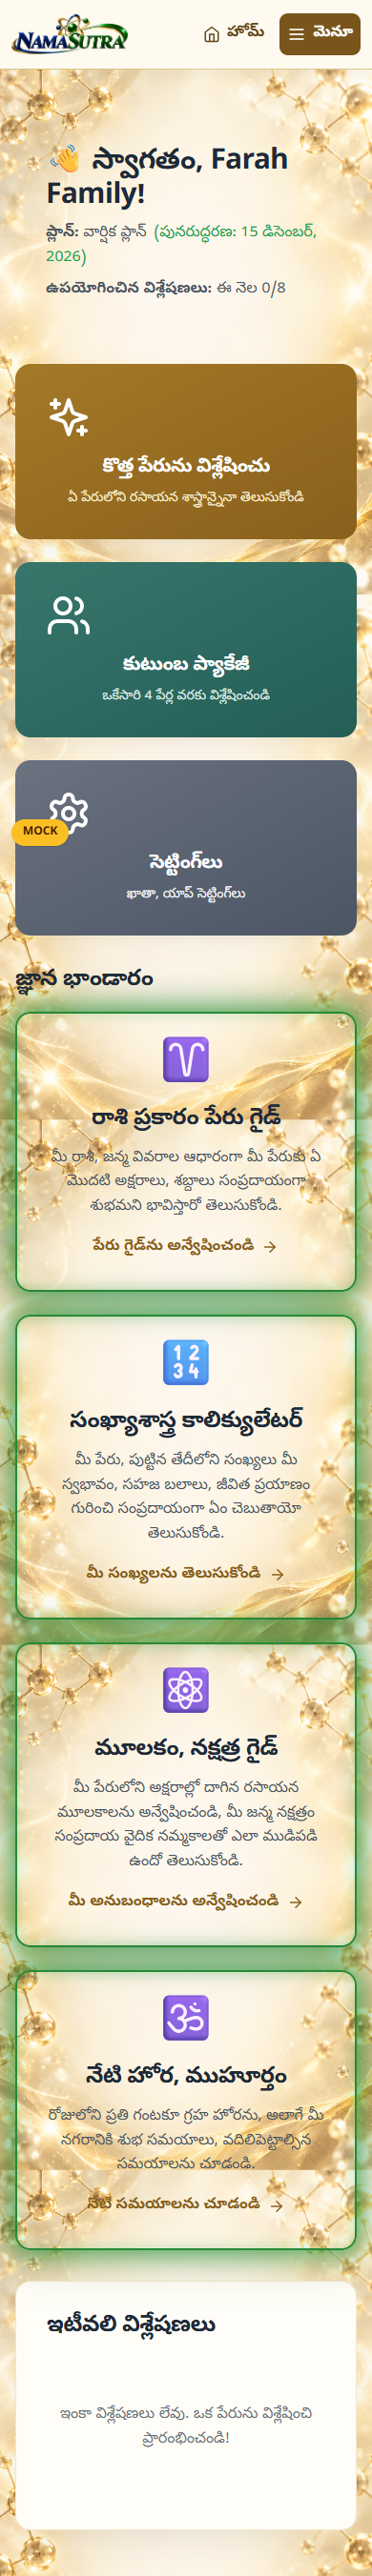 NAMASUTRA
హోమ్
మెనూ
👋 స్వాగతం, Farah
Family!
ప్లాన్: వార్షిక ప్లాన్ (పునరుద్ధరణ: 15 డిసెంబర్,
2026)
ఉపయోగించిన విశ్లేషణలు: ఈ నెల 0/8
కొత్త పేరును విశ్లేషించు
ఏ పేరులోని రసాయన శాస్త్రాన్నైనా తెలుసుకోండి
కుటుంబ ప్యాకేజీ
ఒకేసారి 4 పేర్ల వరకు విశ్లేషించండి
MOCK
సెట్టింగ్‌లు
ఖాతా, యాప్ సెట్టింగ్‌లు
జ్ఞాన భాండారం
♈
రాశి ప్రకారం పేరు గైడ్
మీ రాశి, జన్మ వివరాల ఆధారంగా మీ పేరుకు ఏ
మొదటి అక్షరాలు, శబ్దాలు సంప్రదాయంగా
శుభమని భావిస్తారో తెలుసుకోండి.
పేరు గైడ్‌ను అన్వేషించండి →
🔢
సంఖ్యాశాస్త్ర కాలిక్యులేటర్
మీ పేరు, పుట్టిన తేదీలోని సంఖ్యలు మీ
స్వభావం, సహజ బలాలు, జీవిత ప్రయాణం
గురించి సంప్రదాయంగా ఏం చెబుతాయో
తెలుసుకోండి.
మీ సంఖ్యలను తెలుసుకోండి →
⚛️
మూలకం, నక్షత్ర గైడ్
మీ పేరులోని అక్షరాల్లో దాగిన రసాయన
మూలకాలను అన్వేషించండి, మీ జన్మ నక్షత్రం
సంప్రదాయ వైదిక నమ్మకాలతో ఎలా ముడిపడి
ఉందో తెలుసుకోండి.
మీ అనుబంధాలను అన్వేషించండి →
🕉️
నేటి హోర, ముహూర్తం
రోజులోని ప్రతి గంటకూ గ్రహ హోరను, అలాగే మీ
నగరానికి శుభ సమయాలు, వదిలిపెట్టాల్సిన
సమయాలను చూడండి.
నేటి సమయాలను చూడండి →
ఇటీవలి విశ్లేషణలు
ఇంకా విశ్లేషణలు లేవు. ఒక పేరును విశ్లేషించి
ప్రారంభించండి!